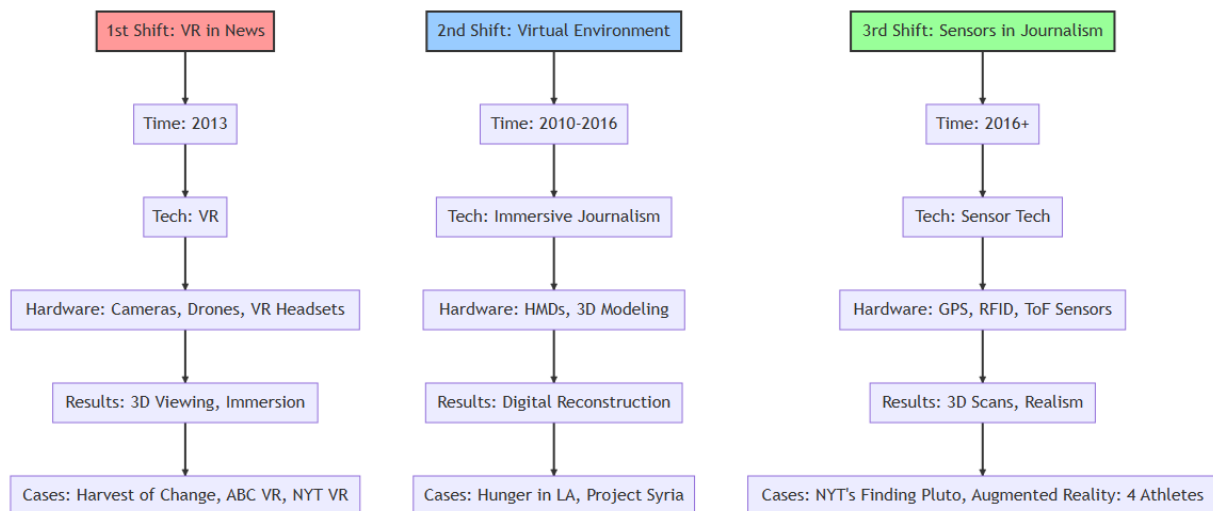 1st Shift: VR in News
Time: 2013
Tech: VR
Hardware: Cameras, Drones, VR Headsets
Results: 3D Viewing, Immersion
Cases: Harvest of Change, ABC VR, NYT VR
2nd Shift: Virtual Environment
Time: 2010-2016
Tech: Immersive Journalism
Hardware: HMDs, 3D Modeling
Results: Digital Reconstruction
Cases: Hunger in LA, Project Syria
3rd Shift: Sensors in Journalism
Time: 2016+
Tech: Sensor Tech
Hardware: GPS, RFID, ToF Sensors
Results: 3D Scans, Realism
Cases: NYT's Finding Pluto, Augmented Reality: 4 Athletes